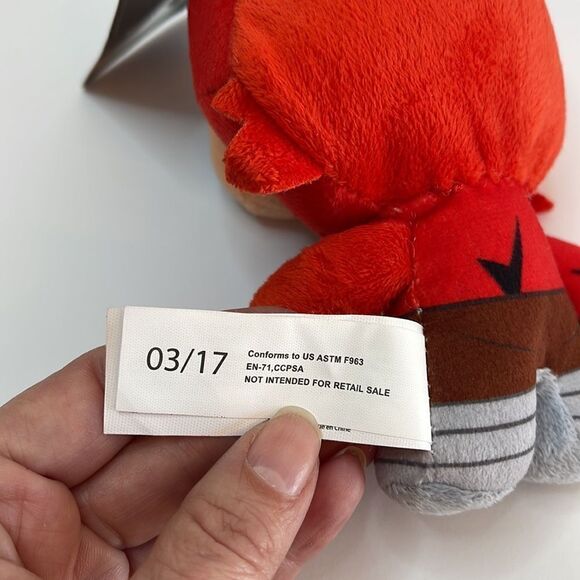 03/17
Conforms to US ASTM F963
EN-71,CCPSA
NOT INTENDED FOR RETAIL SALE